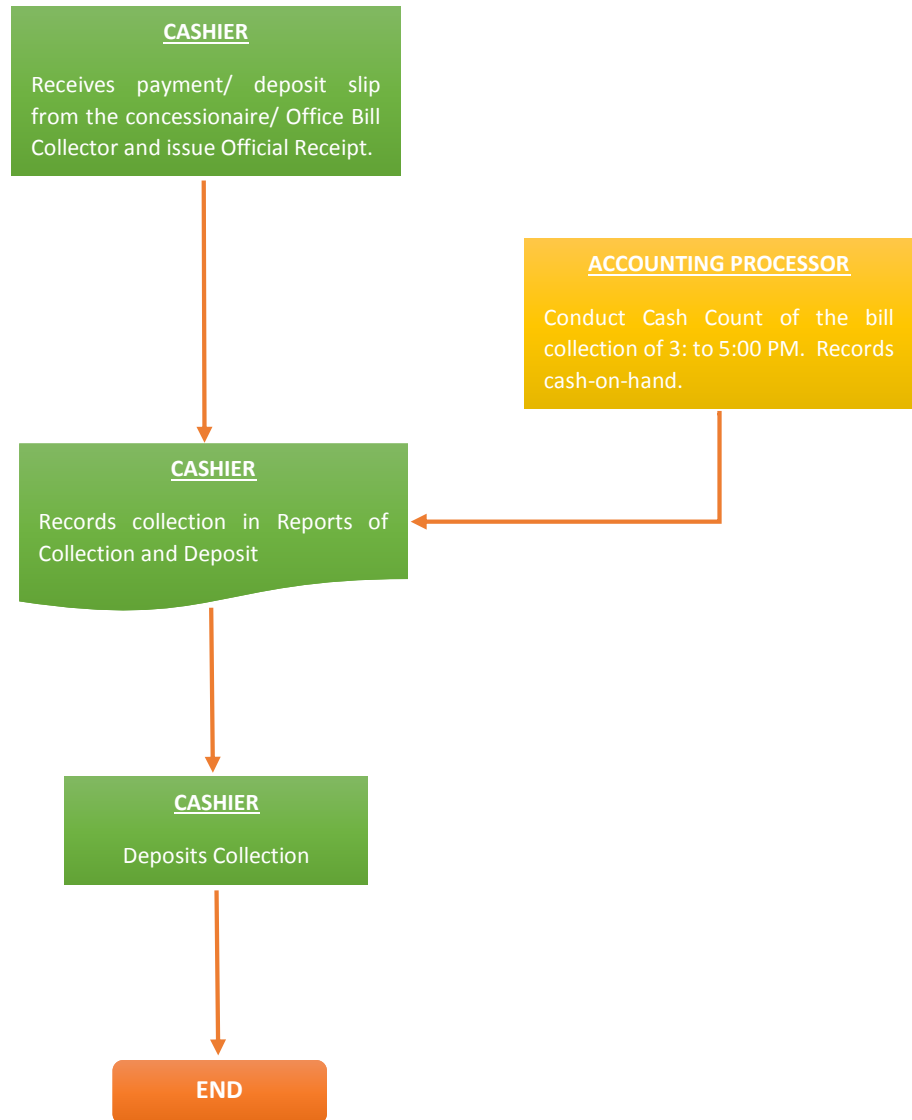 CASHIER
Receives payment/ deposit slip
from the concessionaire/ Office Bill
Collector and issue Official Receipt.
ACCOUNTING PROCESSOR
Conduct Cash Count of the bill
collection of 3: to 5:00 PM. Records
cash-on-hand.
CASHIER
Records collection in Reports of
Collection and Deposit
CASHIER
Deposits Collection
END